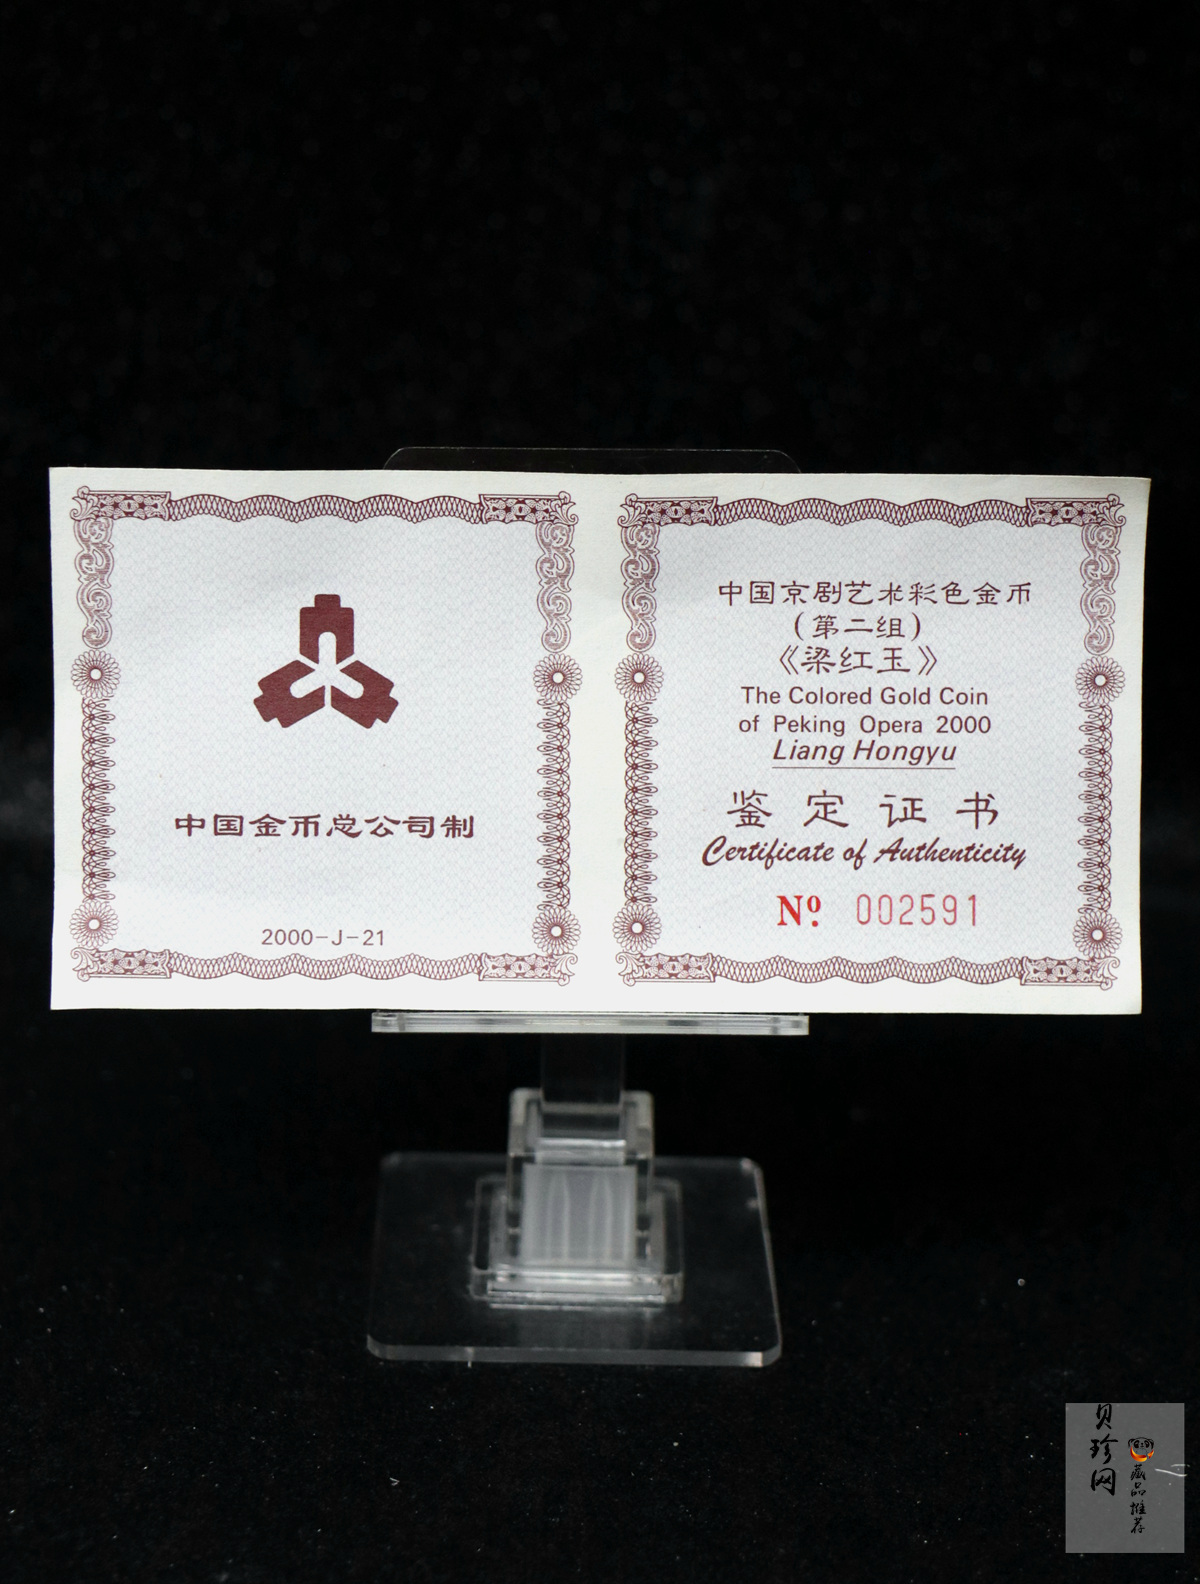 中国金币总公司制
2000-J-21
中国京剧艺术彩色金币
(第二组)
《梁红玉》
The Colored Gold Coin
of Peking Opera 2000
Liang Hongyu
鉴定证书
Certificate of Authenticity
Nº 002591
贝珍网
藏品推荐